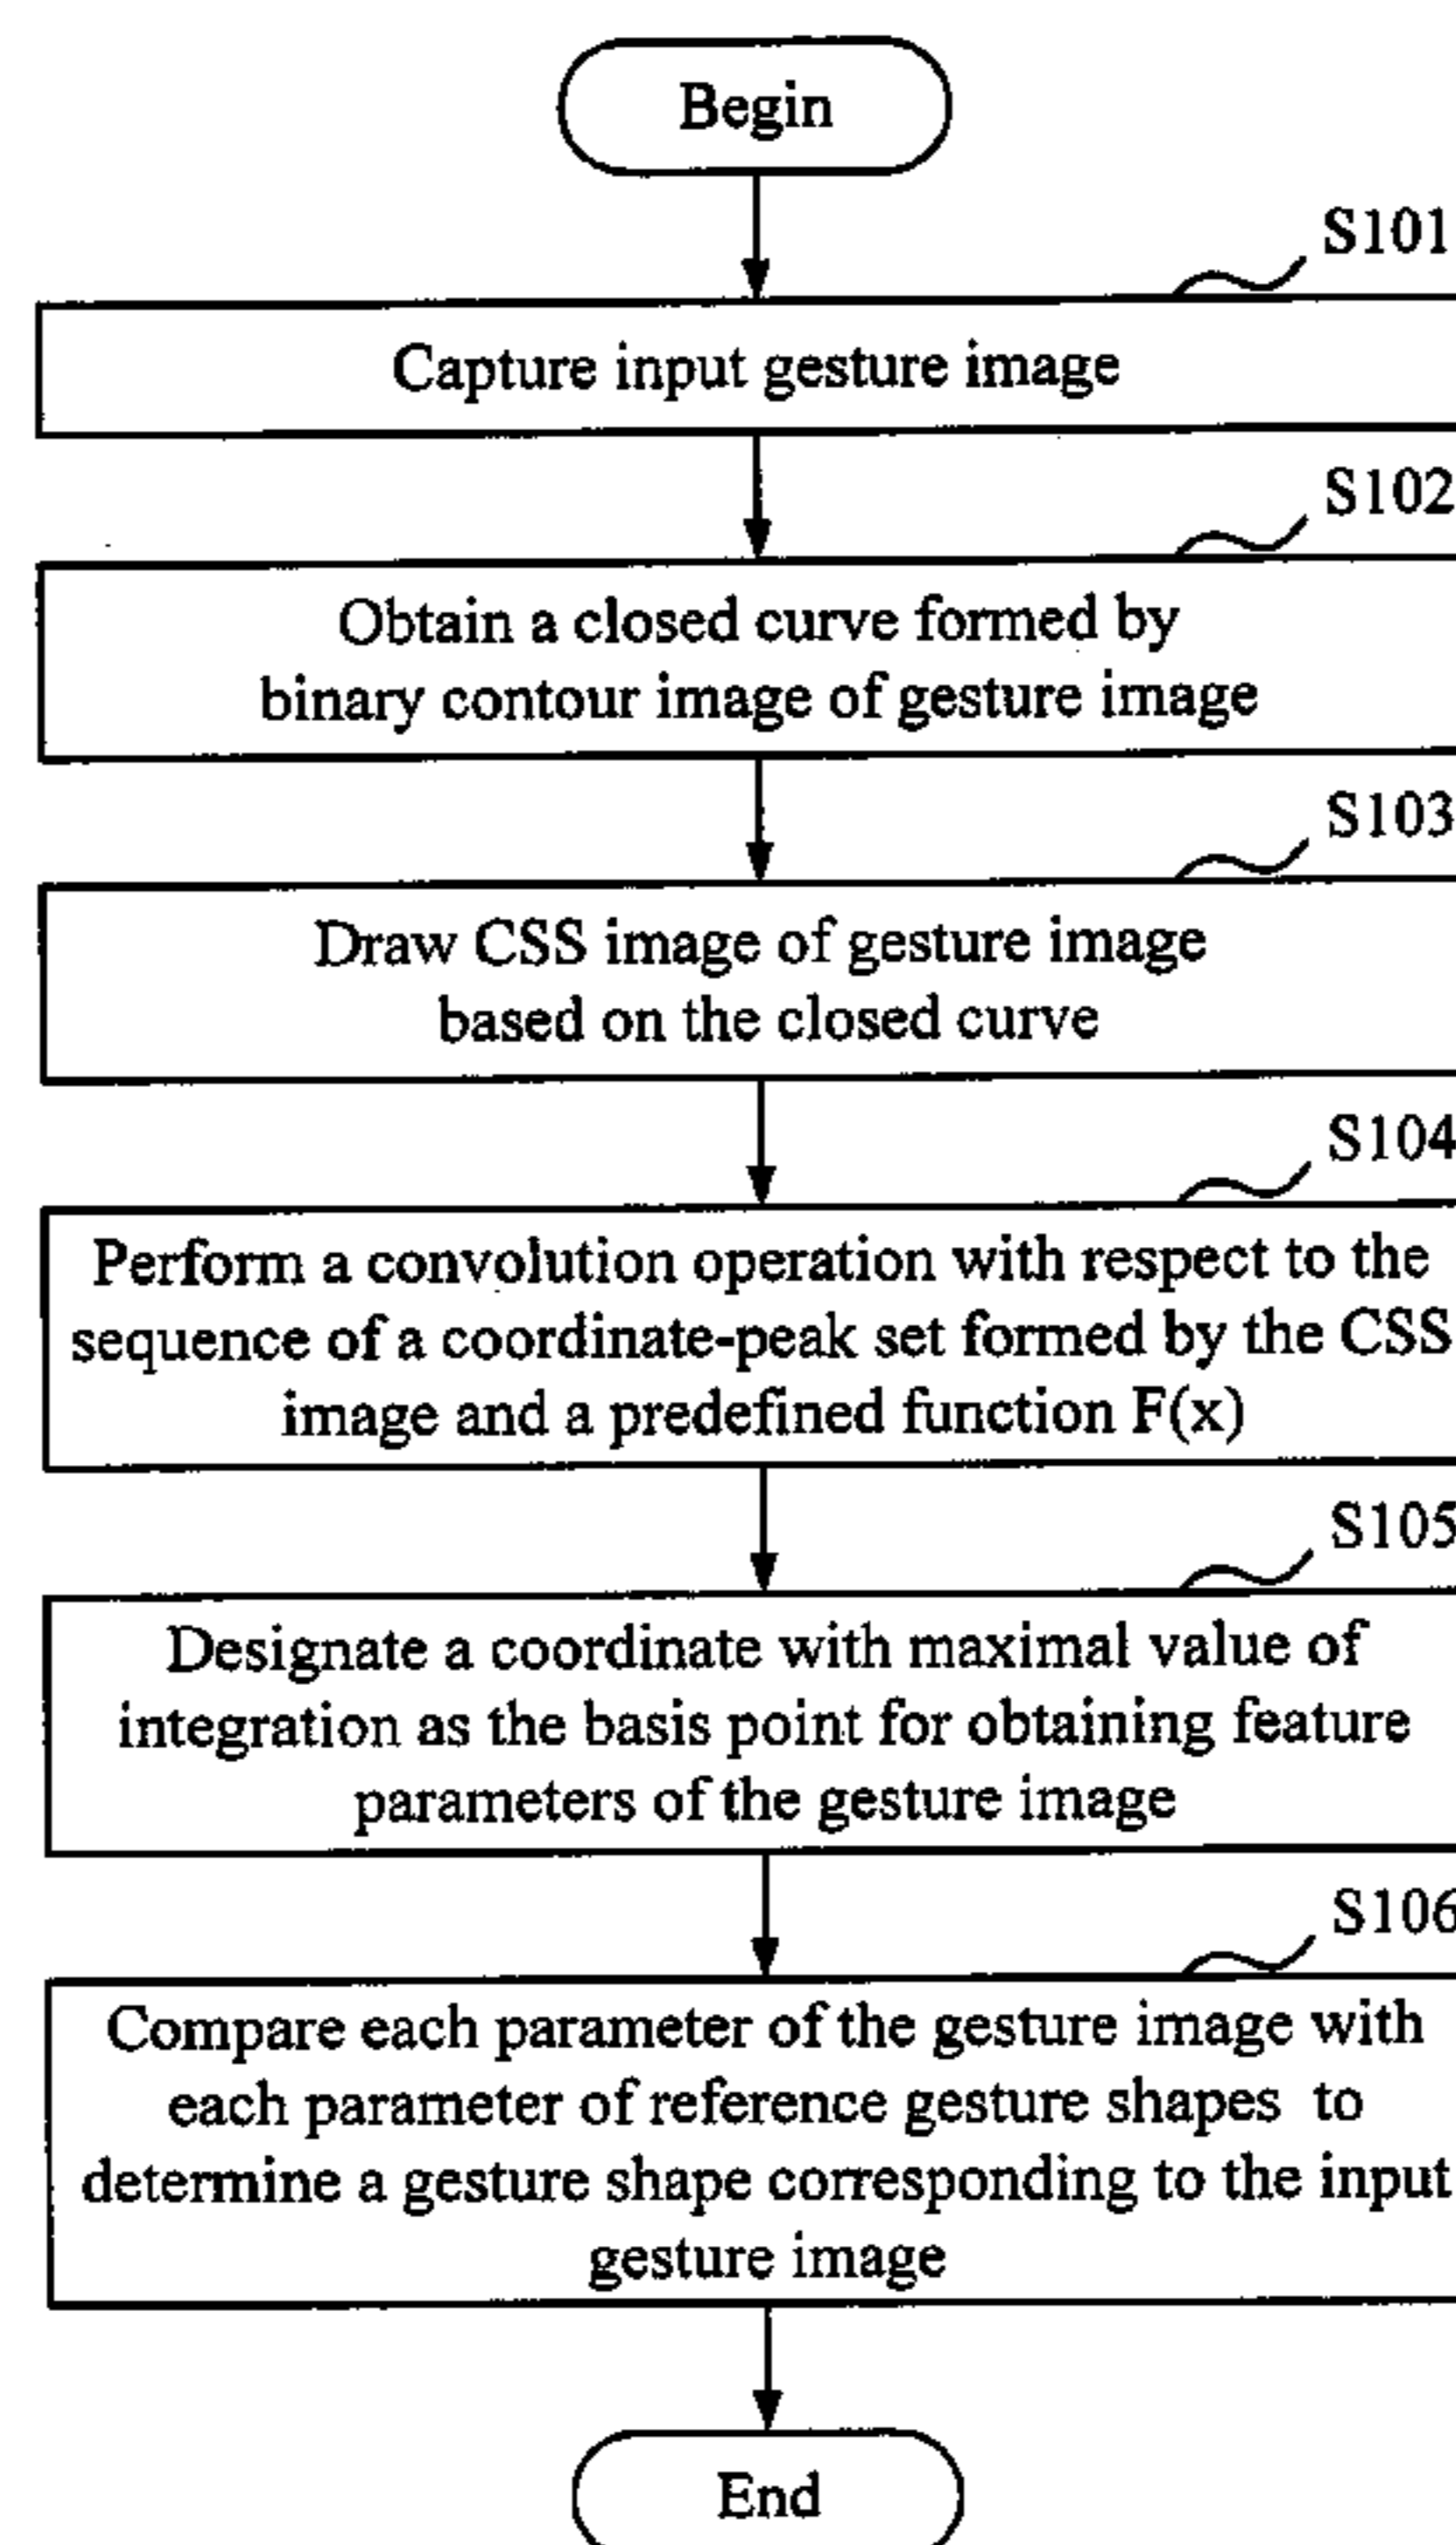 Begin
S101
Capture input gesture image
S102
Obtain a closed curve formed by
binary contour image of gesture image
S103
Draw CSS image of gesture image
based on the closed curve
S104
Perform a convolution operation with respect to the
sequence of a coordinate-peak set formed by the CSS
image and a predefined function F(x)
S105
Designate a coordinate with maximal value of
integration as the basis point for obtaining feature
parameters of the gesture image
S106
Compare each parameter of the gesture image with
each parameter of reference gesture shapes to
determine a gesture shape corresponding to the input
gesture image
End